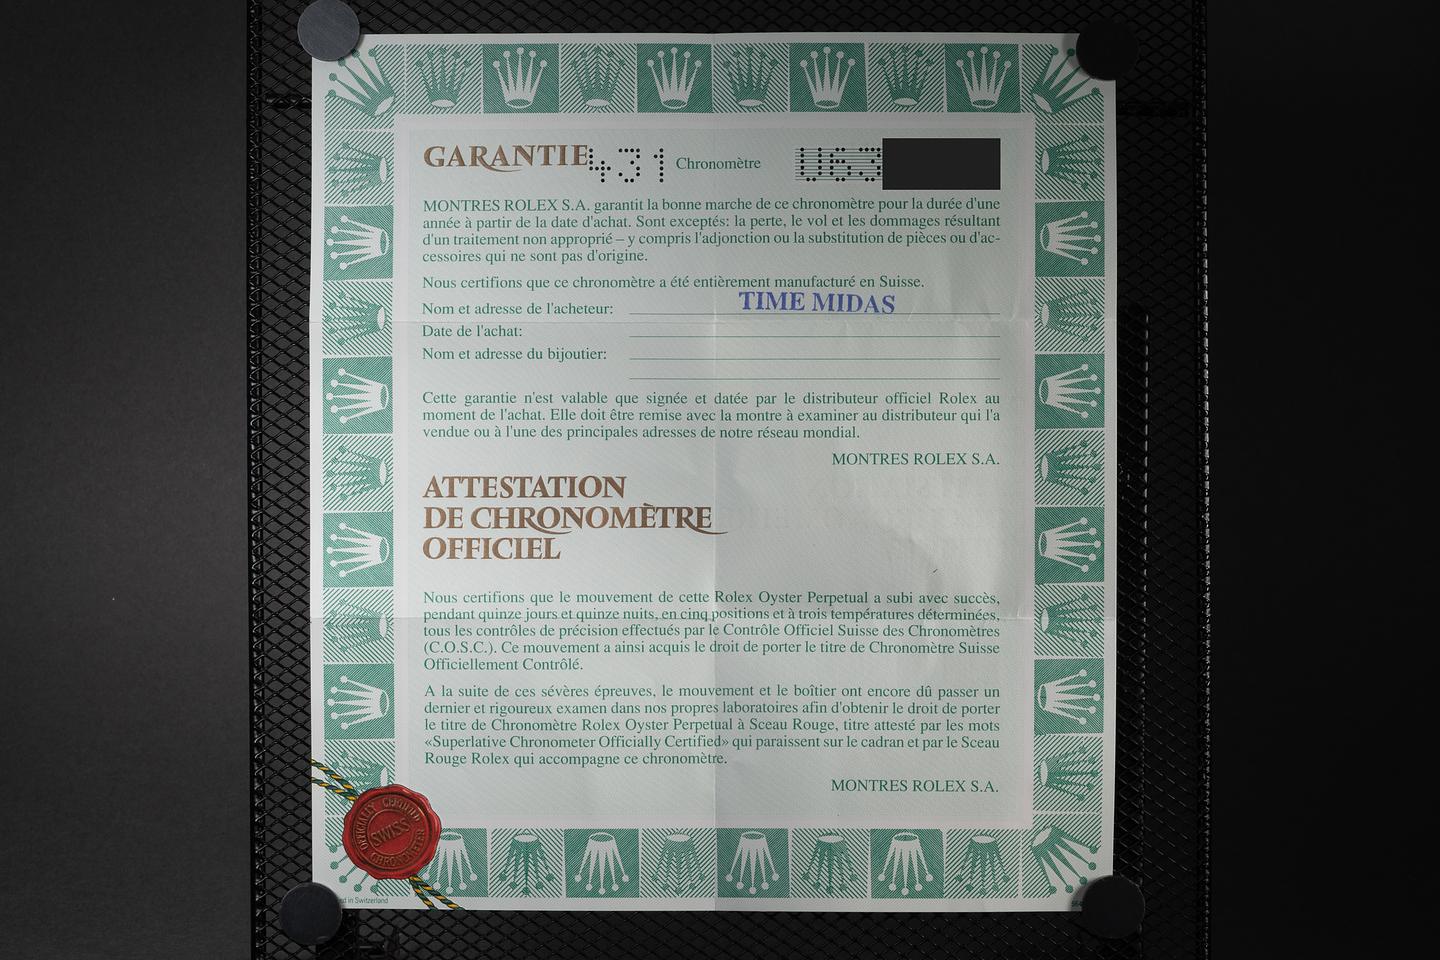 GARANTIE 431 Chronomètre U63
MONTRES ROLEX S.A. garantit la bonne marche de ce chronomètre pour la durée d'une
année à partir de la date d'achat. Sont exceptés: la perte, le vol et les dommages résultant
d'un traitement non approprié – y compris l'adjonction ou la substitution de pièces ou d'ac-
cessoires qui ne sont pas d'origine.
Nous certifions que ce chronomètre a été entièrement manufacturé en Suisse.
Nom et adresse de l'acheteur: TIME MIDAS
Date de l'achat:
Nom et adresse du bijoutier:
Cette garantie n'est valable que signée et datée par le distributeur officiel Rolex au
moment de l'achat. Elle doit être remise avec la montre à examiner au distributeur qui l'a
vendue ou à l'une des principales adresses de notre réseau mondial.
MONTRES ROLEX S.A.
ATTESTATION
DE CHRONOMÈTRE
OFFICIEL
Nous certifions que le mouvement de cette Rolex Oyster Perpetual a subi avec succès,
pendant quinze jours et quinze nuits, en cinq positions et à trois températures déterminées,
tous les contrôles de précision effectués par le Contrôle Officiel Suisse des Chronomètres
(C.O.S.C.). Ce mouvement a ainsi acquis le droit de porter le titre de Chronomètre Suisse
Officiellement Contrôlé.
A la suite de ces sévères épreuves, le mouvement et le boîtier ont encore dû passer un
dernier et rigoureux examen dans nos propres laboratoires afin d'obtenir le droit de porter
le titre de Chronomètre Rolex Oyster Perpetual à Sceau Rouge, titre attesté par les mots
«Superlative Chronometer Officially Certified» qui paraissent sur le cadran et par le Sceau
Rouge Rolex qui accompagne ce chronomètre.
MONTRES ROLEX S.A.
OFFICIALLY CERTIFIED
SWISS
CHRONOMETER
in Switzerland